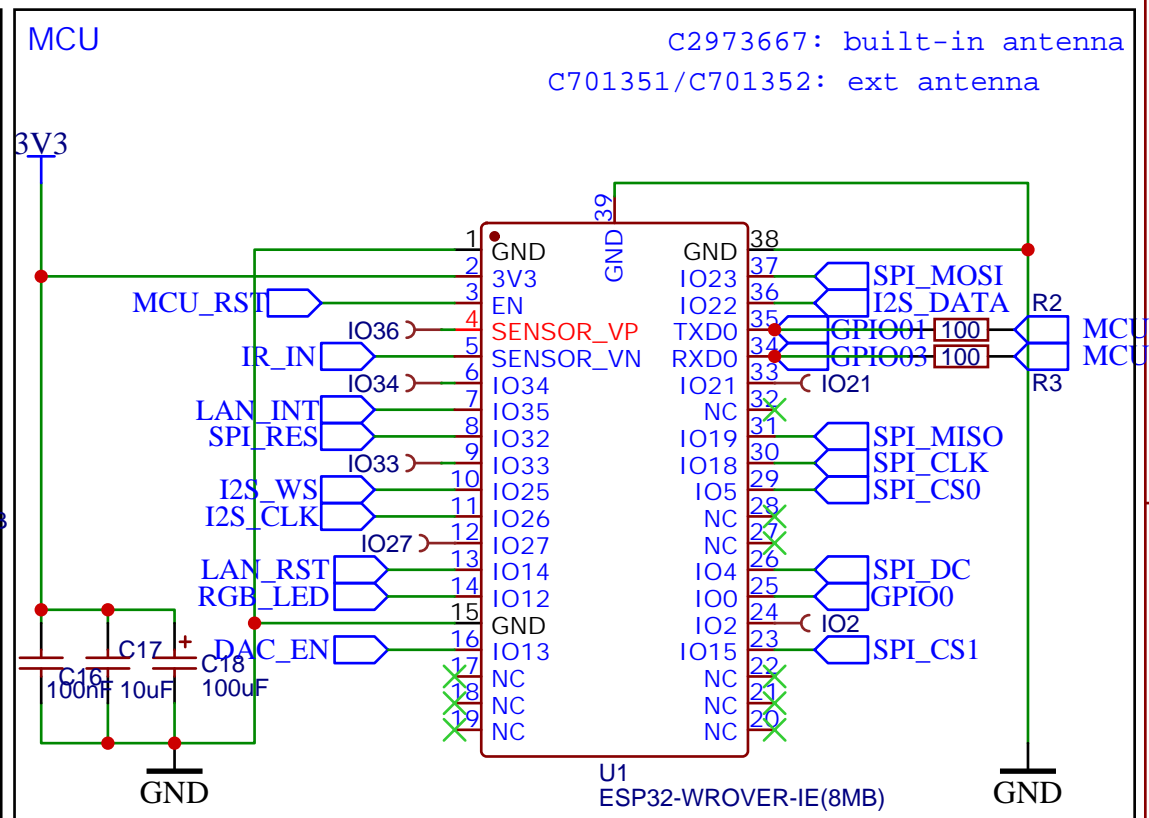 MCU
C2973667: built-in antenna
C701351/C701352: ext antenna
3V3
39
GND
1 GND
2 3V3
MCU_RST 3 EN
IO36 4 SENSOR_VP
IR_IN 5 SENSOR_VN
IO34 6 IO34
LAN_INT 7 IO35
SPI_RES 8 IO32
IO33 9 IO33
I2S_WS 10 IO25
I2S_CLK 11 IO26
IO27 12 IO27
LAN_RST 13 IO14
RGB_LED 14 IO12
15 GND
DAC_EN 16 IO13
17 NC
18 NC
19 NC
GND 38
IO23 37 SPI_MOSI
IO22 36 I2S_DATA
TXD0 35 GPIO01 100 R2 MCU
RXD0 34 GPIO03 100 R3 MCU
IO21 33 IO21
NC 32
IO19 31 SPI_MISO
IO18 30 SPI_CLK
IO5 29 SPI_CS0
NC 28
NC 27
IO4 26 SPI_DC
IO0 25 GPIO0
IO2 24 IO2
IO15 23 SPI_CS1
NC 22
NC 21
NC 20
C16
100nF
C17
10uF
+
C18
100uF
GND
U1
ESP32-WROVER-IE(8MB)
GND